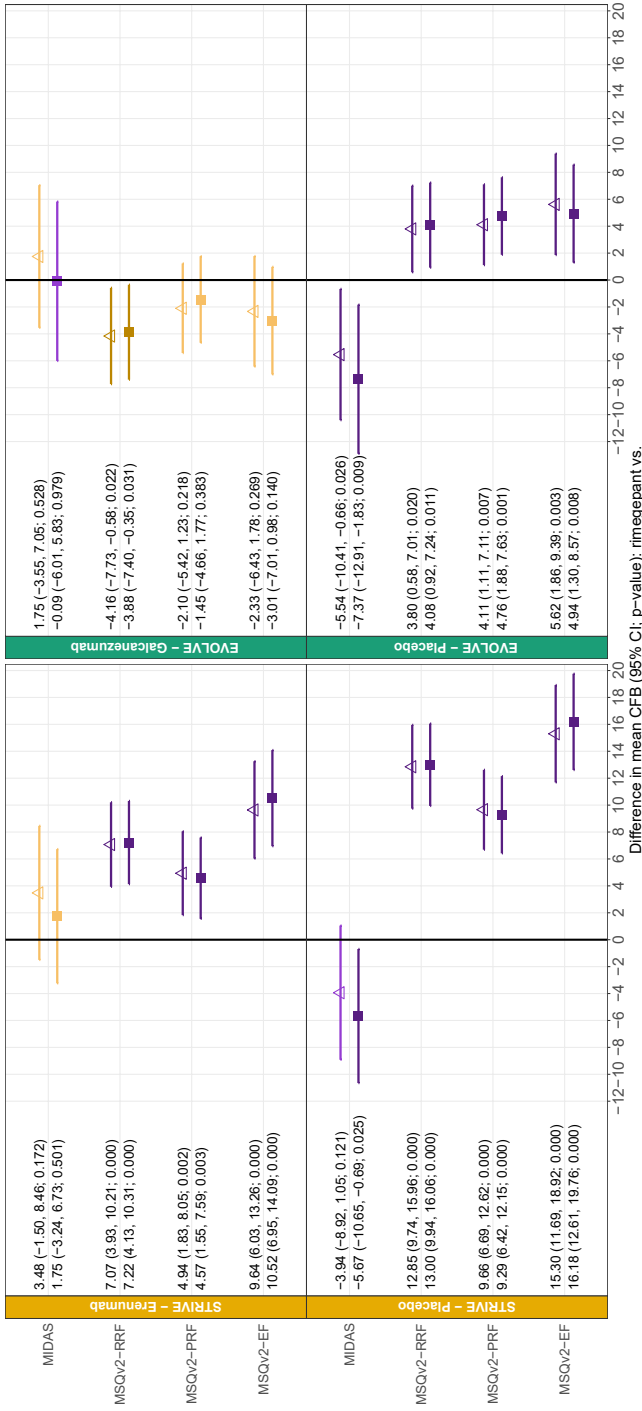 STRIVE − Erenumab
MIDAS
3.48 (−1.50, 8.46; 0.172)
1.75 (−3.24, 6.73; 0.501)
MSQv2−RRF
7.07 (3.93, 10.21; 0.000)
7.22 (4.13, 10.31; 0.000)
MSQv2−PRF
4.94 (1.83, 8.05; 0.002)
4.57 (1.55, 7.59; 0.003)
MSQv2−EF
9.64 (6.03, 13.26; 0.000)
10.52 (6.95, 14.09; 0.000)
EVOLVE − Galcanezumab
1.75 (−3.55, 7.05; 0.528)
−0.09 (−6.01, 5.83; 0.979)
−4.16 (−7.73, −0.58; 0.022)
−3.88 (−7.40, −0.35; 0.031)
−2.10 (−5.42, 1.23; 0.218)
−1.45 (−4.66, 1.77; 0.383)
−2.33 (−6.43, 1.78; 0.269)
−3.01 (−7.01, 0.98; 0.140)
STRIVE − Placebo
MIDAS
−3.94 (−8.92, 1.05; 0.121)
−5.67 (−10.65, −0.69; 0.025)
MSQv2−RRF
12.85 (9.74, 15.96; 0.000)
13.00 (9.94, 16.06; 0.000)
MSQv2−PRF
9.66 (6.69, 12.62; 0.000)
9.29 (6.42, 12.15; 0.000)
MSQv2−EF
15.30 (11.69, 18.92; 0.000)
16.18 (12.61, 19.76; 0.000)
EVOLVE − Placebo
−5.54 (−10.41, −0.66; 0.026)
−7.37 (−12.91, −1.83; 0.009)
3.80 (0.58, 7.01; 0.020)
4.08 (0.92, 7.24; 0.011)
4.11 (1.11, 7.11; 0.007)
4.76 (1.88, 7.63; 0.001)
5.62 (1.86, 9.39; 0.003)
4.94 (1.30, 8.57; 0.008)
−12 −10 −8 −6 −4 −2 0 2 4 6 8 10 12 14 16 18 20
−12 −10 −8 −6 −4 −2 0 2 4 6 8 10 12 14 16 18 20
Difference in mean CFB (95% CI; p−value): rimegepant vs.